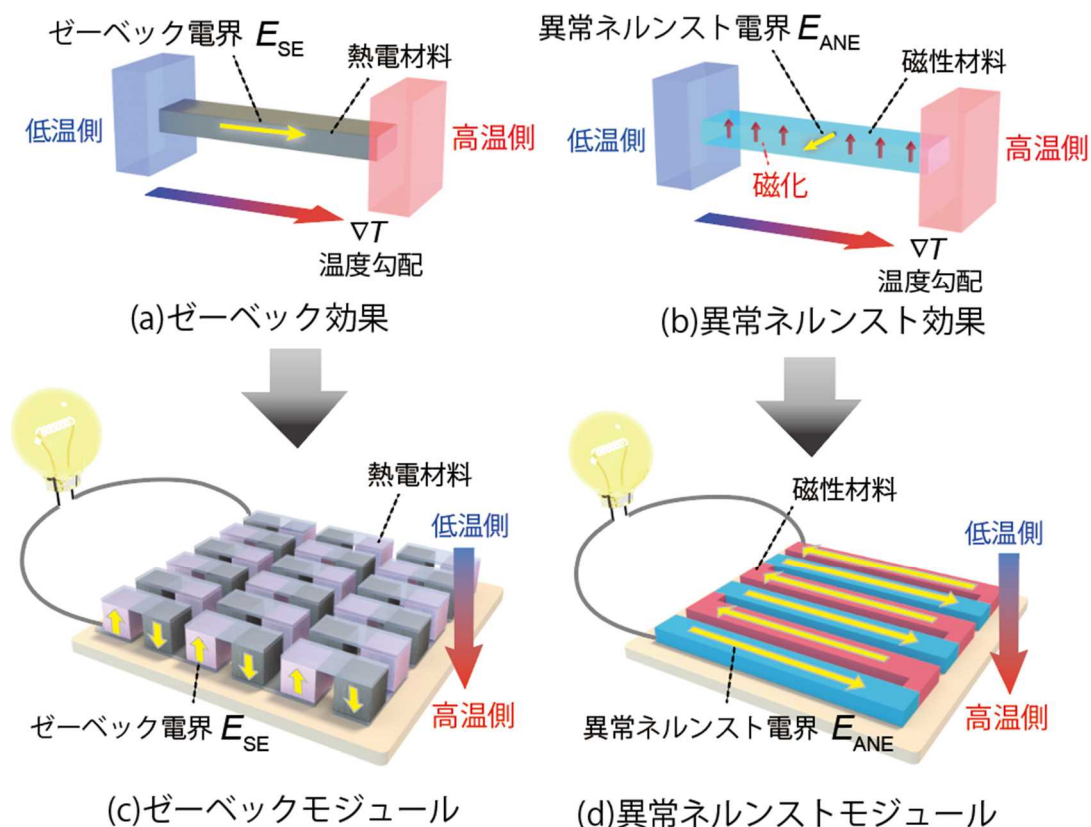 ゼーベック電界 E_SE
熱電材料
低温側
高温側
∇T
温度勾配
(a)ゼーベック効果
異常ネルンスト電界 E_ANE
磁性材料
低温側
磁化
高温側
∇T
温度勾配
(b)異常ネルンスト効果
熱電材料
低温側
高温側
ゼーベック電界 E_SE
(c)ゼーベックモジュール
磁性材料
低温側
高温側
異常ネルンスト電界 E_ANE
(d)異常ネルンストモジュール